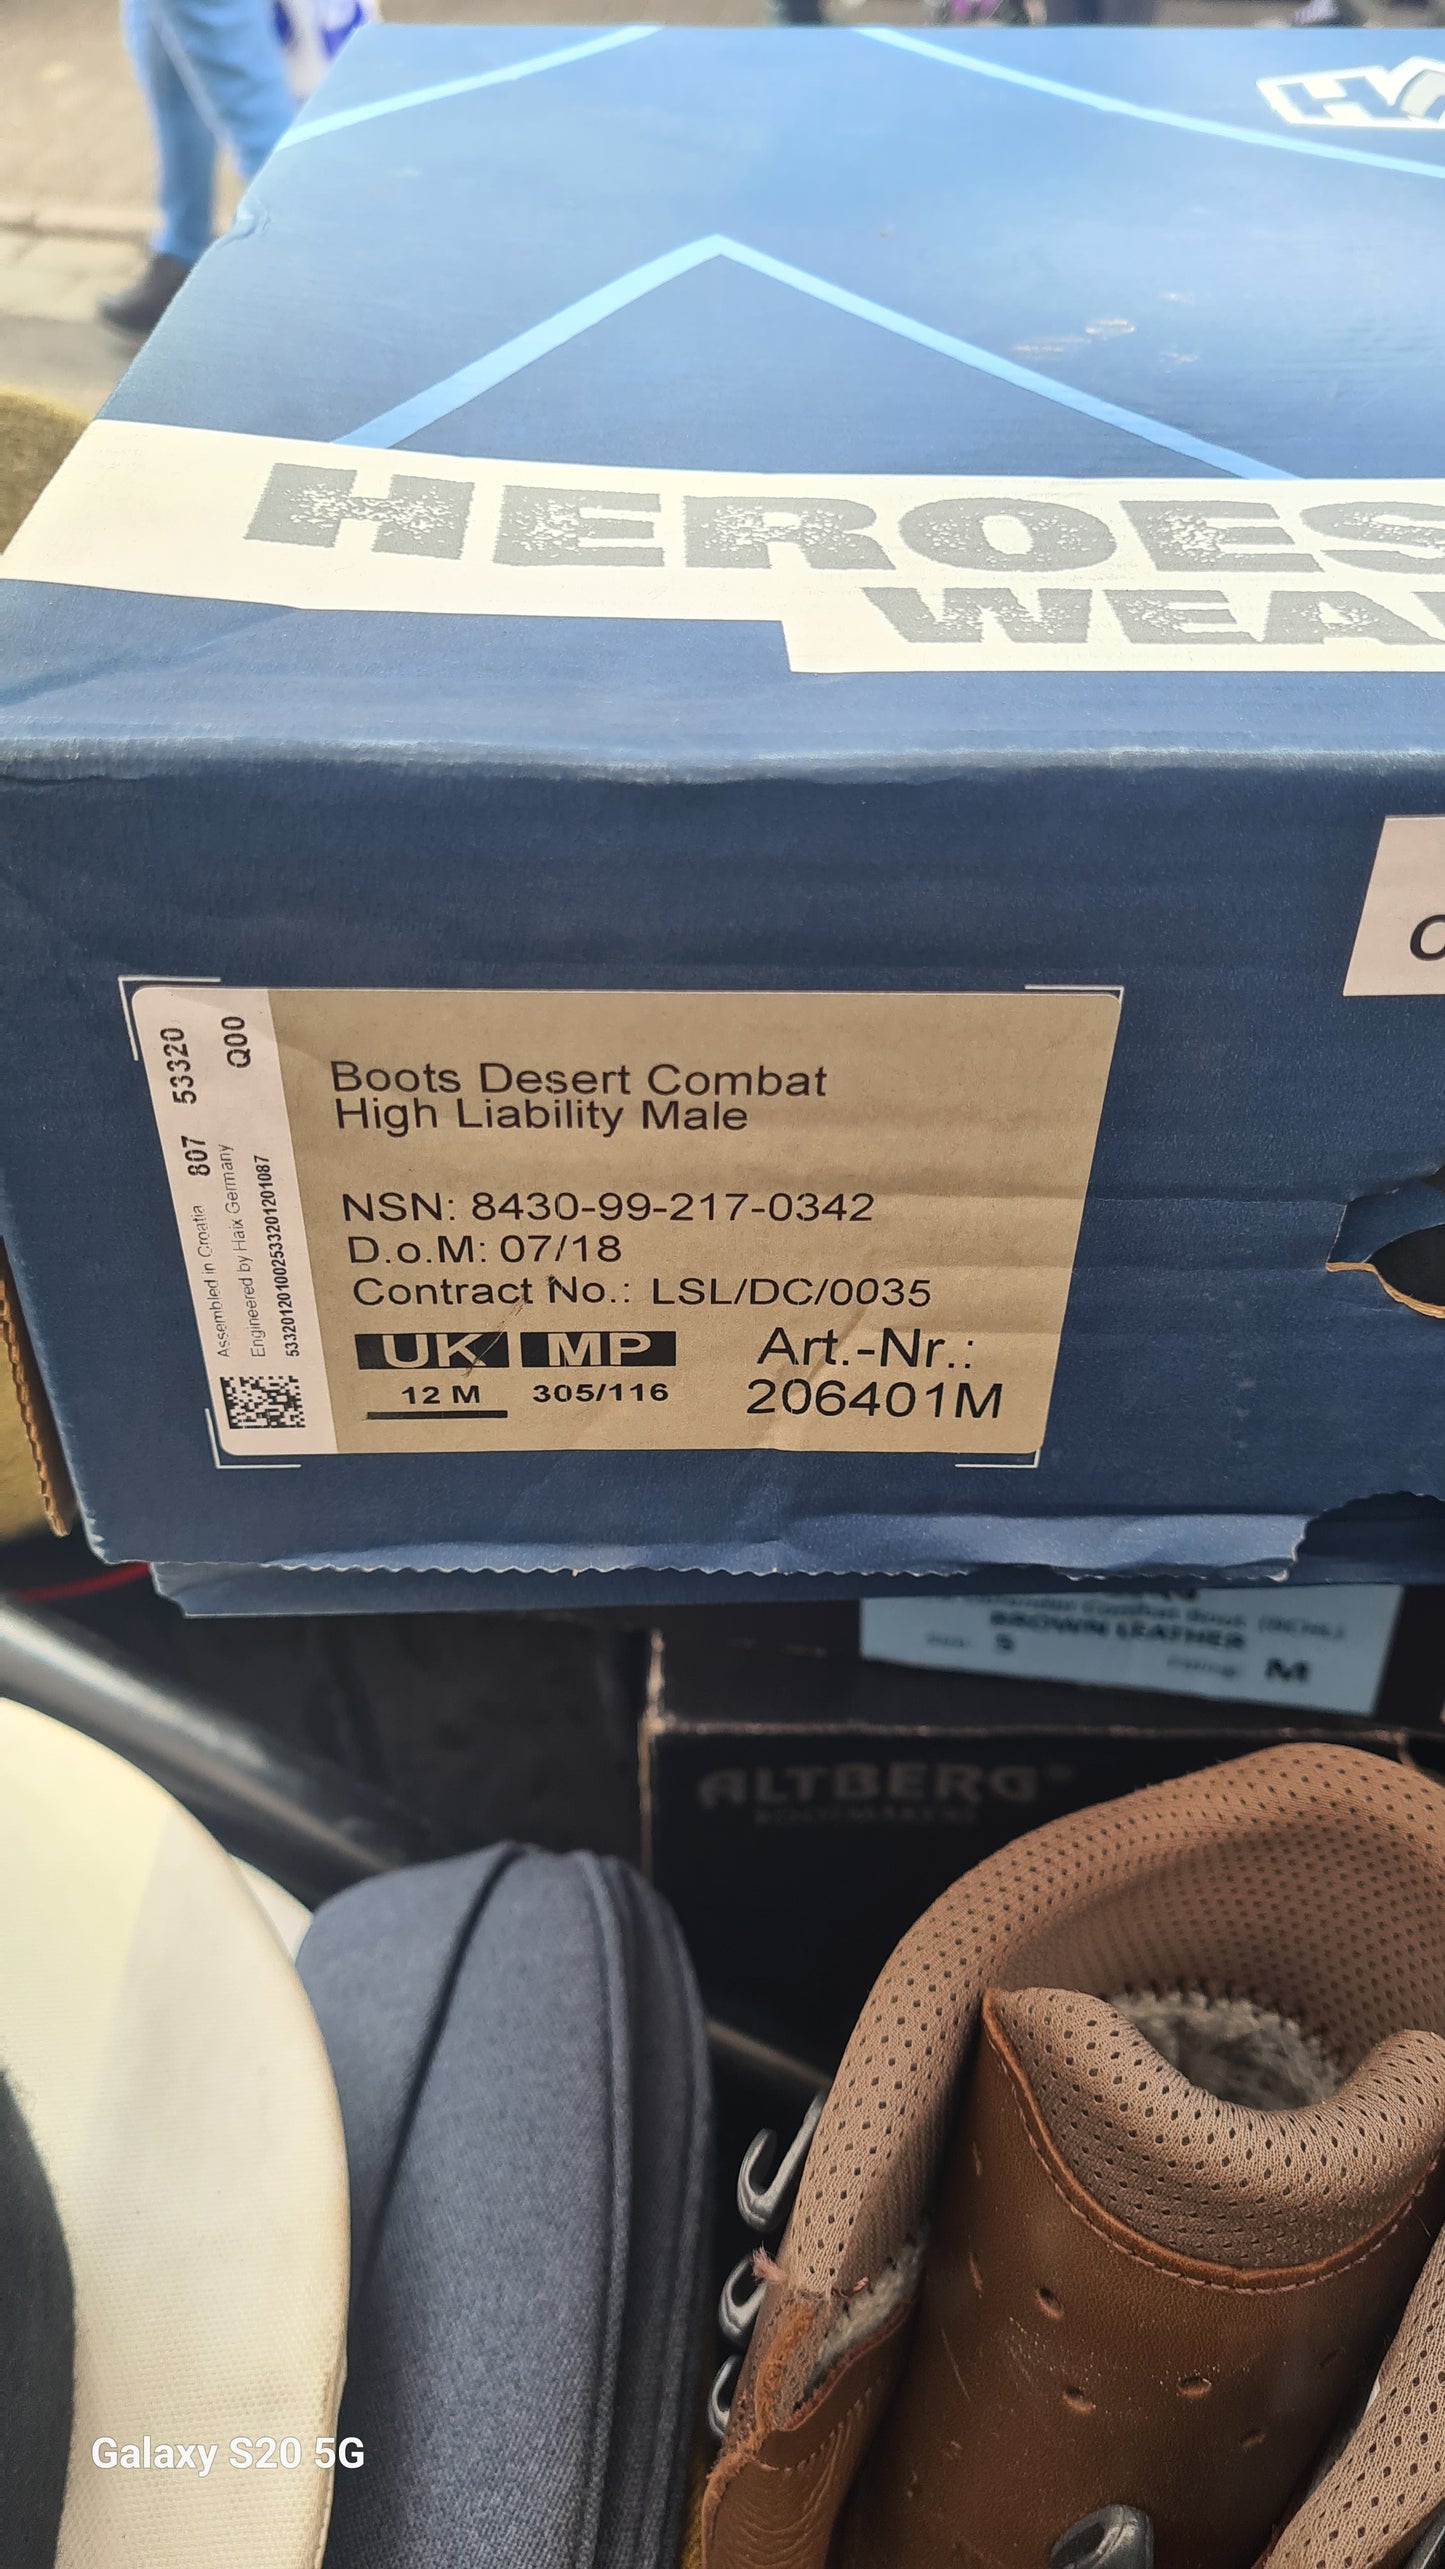 HEROES
WEA
807 53320
Q00
Assembled in Croatia
Engineered by Haix Germany
533201201002533201201087
Boots Desert Combat
High Liability Male
NSN: 8430-99-217-0342
D.o.M: 07/18
Contract No.: LSL/DC/0035
UK MP
12 M 305/116
Art.-Nr.:
206401M
BROWN LEATHER
M
ALTBERG
Galaxy S20 5G